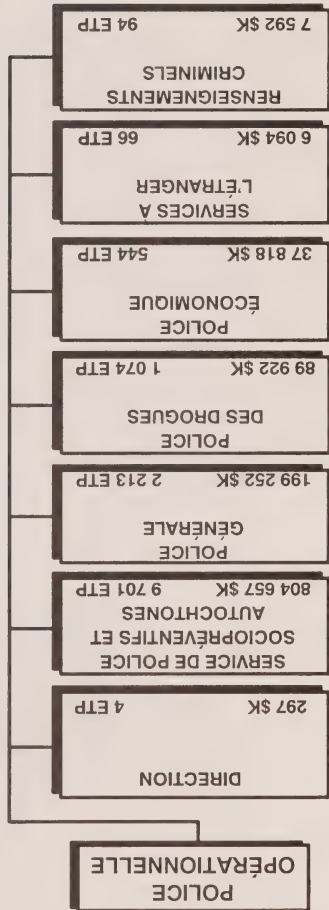 POLICE
OPÉRATIONNELLE
DIRECTION
297 $K 4 ETP
SERVICE DE POLICE
SOCIOPRÉVENTIFS ET
AUTOCHTONES
804 657 $K 9 701 ETP
POLICE
GÉNÉRALE
199 252 $K 2 213 ETP
POLICE
DES DROGUES
89 922 $K 1 074 ETP
POLICE
ÉCONOMIQUE
37 818 $K 544 ETP
SERVICES À
L'ÉTRANGER
6 094 $K 66 ETP
RENSEIGNEMENTS
CRIMINELS
7 592 $K 94 ETP